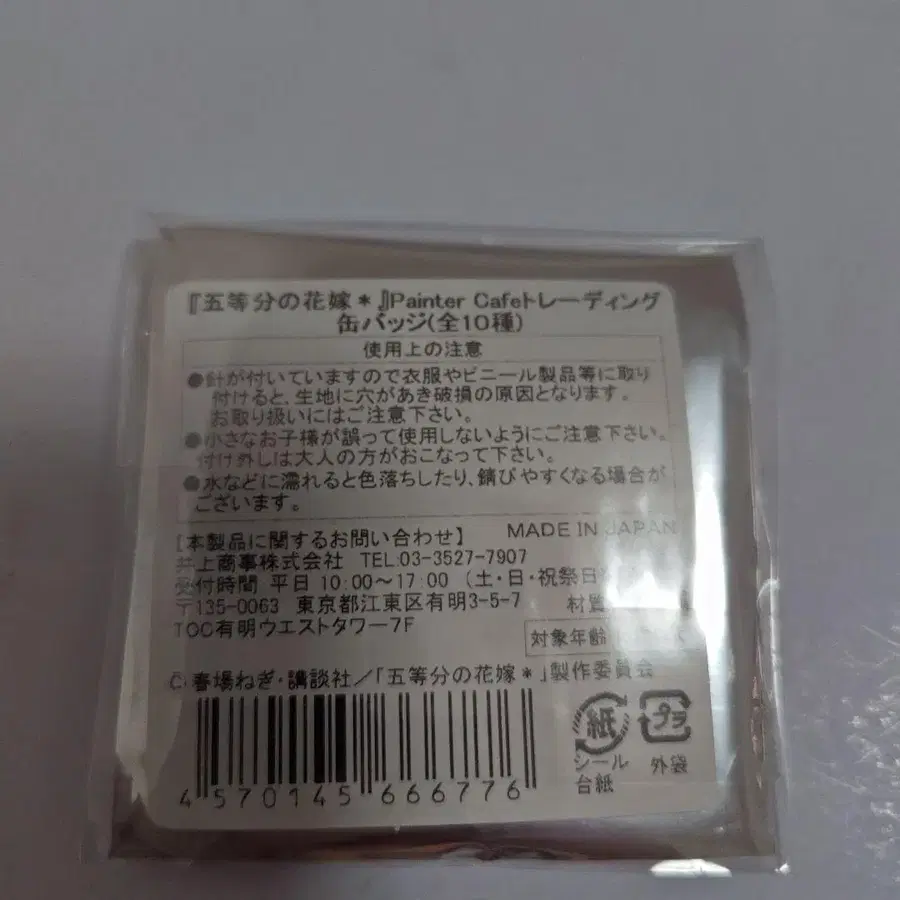 『五等分の花嫁＊』Painter Cafeトレーディング
缶バッジ(全10種)
使用上の注意
●針が付いていますので衣服やビニール製品等に取り
付けると、生地に穴があき破損の原因となります。
お取り扱いにはご注意下さい。
●小さなお子様が誤って使用しないようにご注意下さい。
付け外しは大人の方がおこなって下さい。
●水などに濡れると色落ちしたり、錆びやすくなる場合が
ございます。
【本製品に関するお問い合わせ】 MADE IN JAPAN
井上商事株式会社 TEL:03-3527-7907
受付時間 平日 10:00～17:00 (土・日・祝祭日
〒135-0063 東京都江東区有明3-5-7 材質
TOC有明ウエストタワー7F
対象年齢
©春場ねぎ・講談社／「五等分の花嫁＊」製作委員会
紙 プラ
シール 外袋
台紙
4570145666776